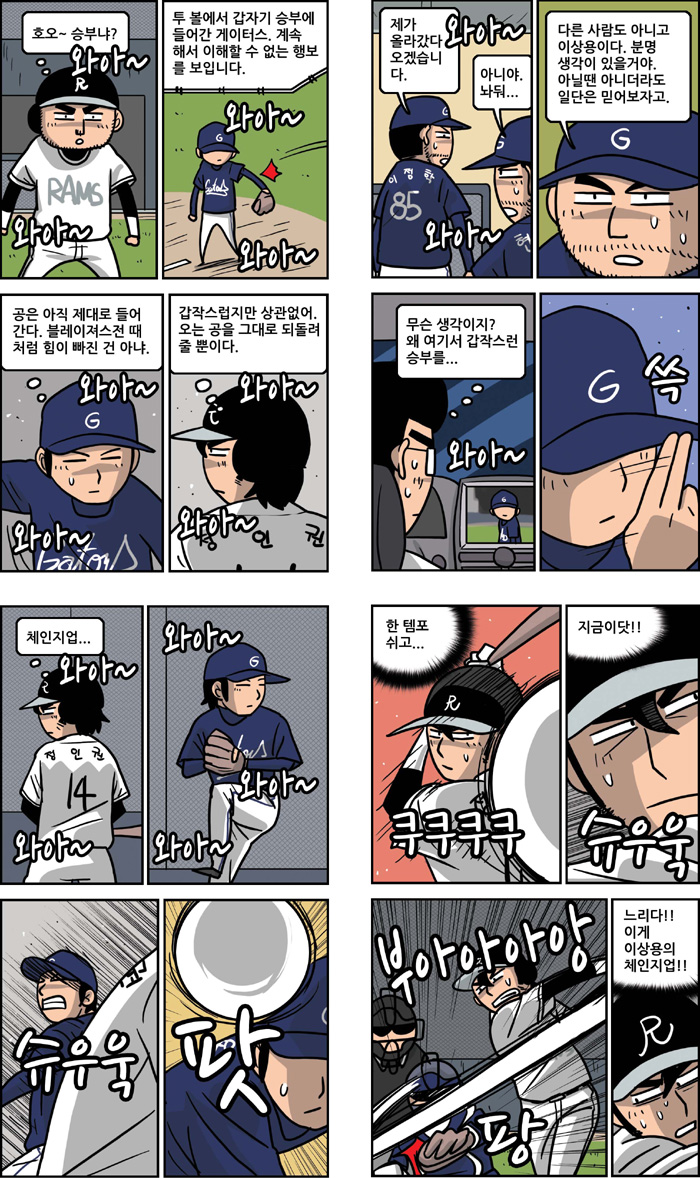 호오~ 승부냐?
와아~
R
RAMS
와아~
투 볼에서 갑자기 승부에
들어간 게이터스. 계속
해서 이해할 수 없는 행보
를 보입니다.
와아~
G
와아~
공은 아직 제대로 들어
간다. 블레이져스전 때
처럼 힘이 빠진 건 아냐.
와아~
G
와아~
갑작스럽지만 상관없어.
오는 공을 그대로 되돌려
줄 뿐이다.
와아~
와아~
정인권
제가
올라갔다
오겠습니
다.
와아~
아니야.
놔둬...
G
이정학
85
와아~
현
다른 사람도 아니고
이상용이다. 분명
생각이 있을거야.
아닐땐 아니더라도
일단은 믿어보자고.
G
무슨 생각이지?
왜 여기서 갑작스런
승부를...
와아~
G
쓱
체인지업...
와아~
정인권
14
와아~
와아~
G
와아~
와아~
슈우욱
팟
한 템포
쉬고...
R
쿠쿠쿠쿠
지금이닷!!
슈우욱
부아아아앙
팡
느리다!!
이게
이상용의
체인지업!!
R